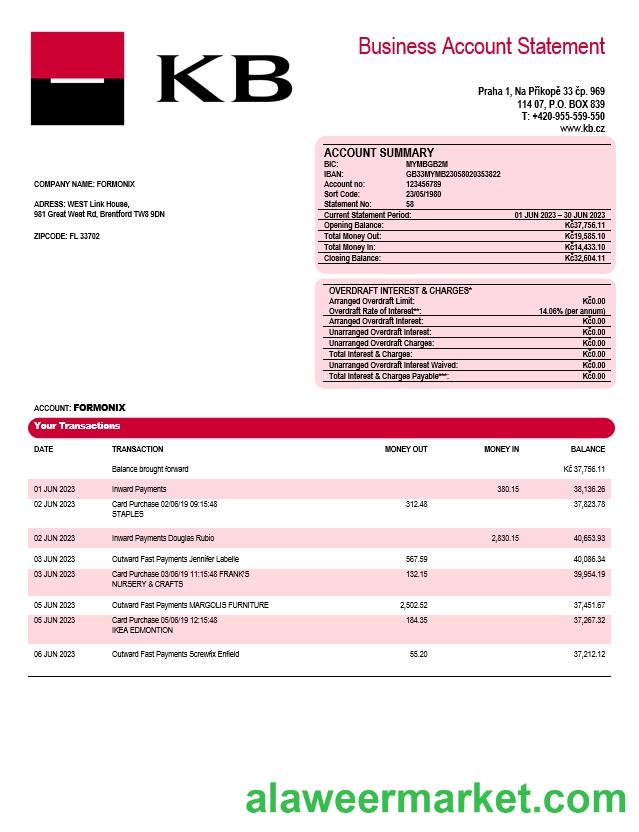 KB
Business Account Statement
Praha 1, Na Příkopě 33 čp. 969
114 07, P.O. BOX 839
T: +420-955-559-550
www.kb.cz
COMPANY NAME: FORMONIX
ADRESS: WEST Link House,
981 Great West Rd, Brentford TW8 9DN
ZIPCODE: FL 33702
ACCOUNT SUMMARY
BIC: MYMBGB2M
IBAN: GB33MYMB23058020353822
Account no: 123456789
Sort Code: 23/05/1980
Statement No: 58
Current Statement Period: 01 JUN 2023 – 30 JUN 2023
Opening Balance: Kč37,756.11
Total Money Out: Kč19,585.10
Total Money In: Kč14,433.10
Closing Balance: Kč32,604.11
OVERDRAFT INTEREST & CHARGES*
Arranged Overdraft Limit: Kč0.00
Overdraft Rate of Interest**: 14.06% (per annum)
Arranged Overdraft Interest: Kč0.00
Unarranged Overdraft Interest: Kč0.00
Unarranged Overdraft Charges: Kč0.00
Total Interest & Charges: Kč0.00
Unarranged Overdraft Interest Waived: Kč0.00
Total Interest & Charges Payable***: Kč0.00
ACCOUNT: FORMONIX
Your Transactions
DATE TRANSACTION MONEY OUT MONEY IN BALANCE
Balance brought forward Kč 37,756.11
01 JUN 2023 Inward Payments 380.15 38,136.26
02 JUN 2023 Card Purchase 02/06/19 09:15:48 312.48 37,823.78
STAPLES
02 JUN 2023 Inward Payments Douglas Rubio 2,830.15 40,653.93
03 JUN 2023 Outward Fast Payments Jennifer Labelle 567.59 40,086.34
03 JUN 2023 Card Purchase 03/06/19 11:15:48 FRANK'S 132.15 39,954.19
NURSERY & CRAFTS
05 JUN 2023 Outward Fast Payments MARGOLIS FURNITURE 2,502.52 37,451.67
05 JUN 2023 Card Purchase 05/06/19 12:15:48 184.35 37,267.32
IKEA EDMONTION
06 JUN 2023 Outward Fast Payments Screwfix Enfield 55.20 37,212.12
alaweermarket.com